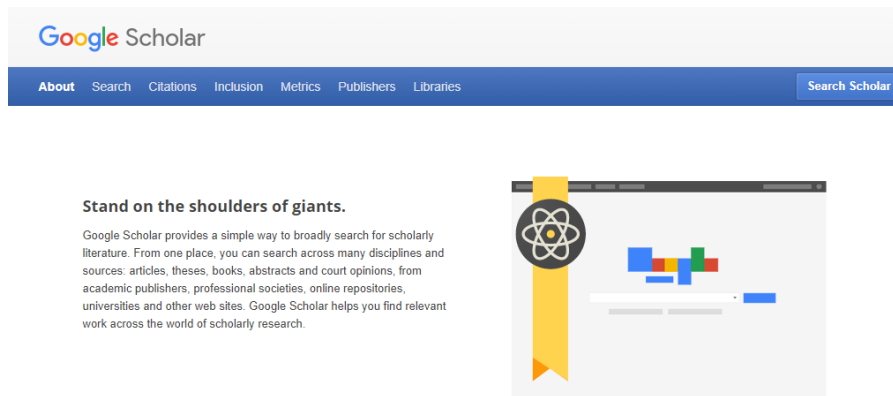 Google Scholar
About Search Citations Inclusion Metrics Publishers Libraries
Search Scholar
Stand on the shoulders of giants.
Google Scholar provides a simple way to broadly search for scholarly
literature. From one place, you can search across many disciplines and
sources: articles, theses, books, abstracts and court opinions, from
academic publishers, professional societies, online repositories,
universities and other web sites. Google Scholar helps you find relevant
work across the world of scholarly research.